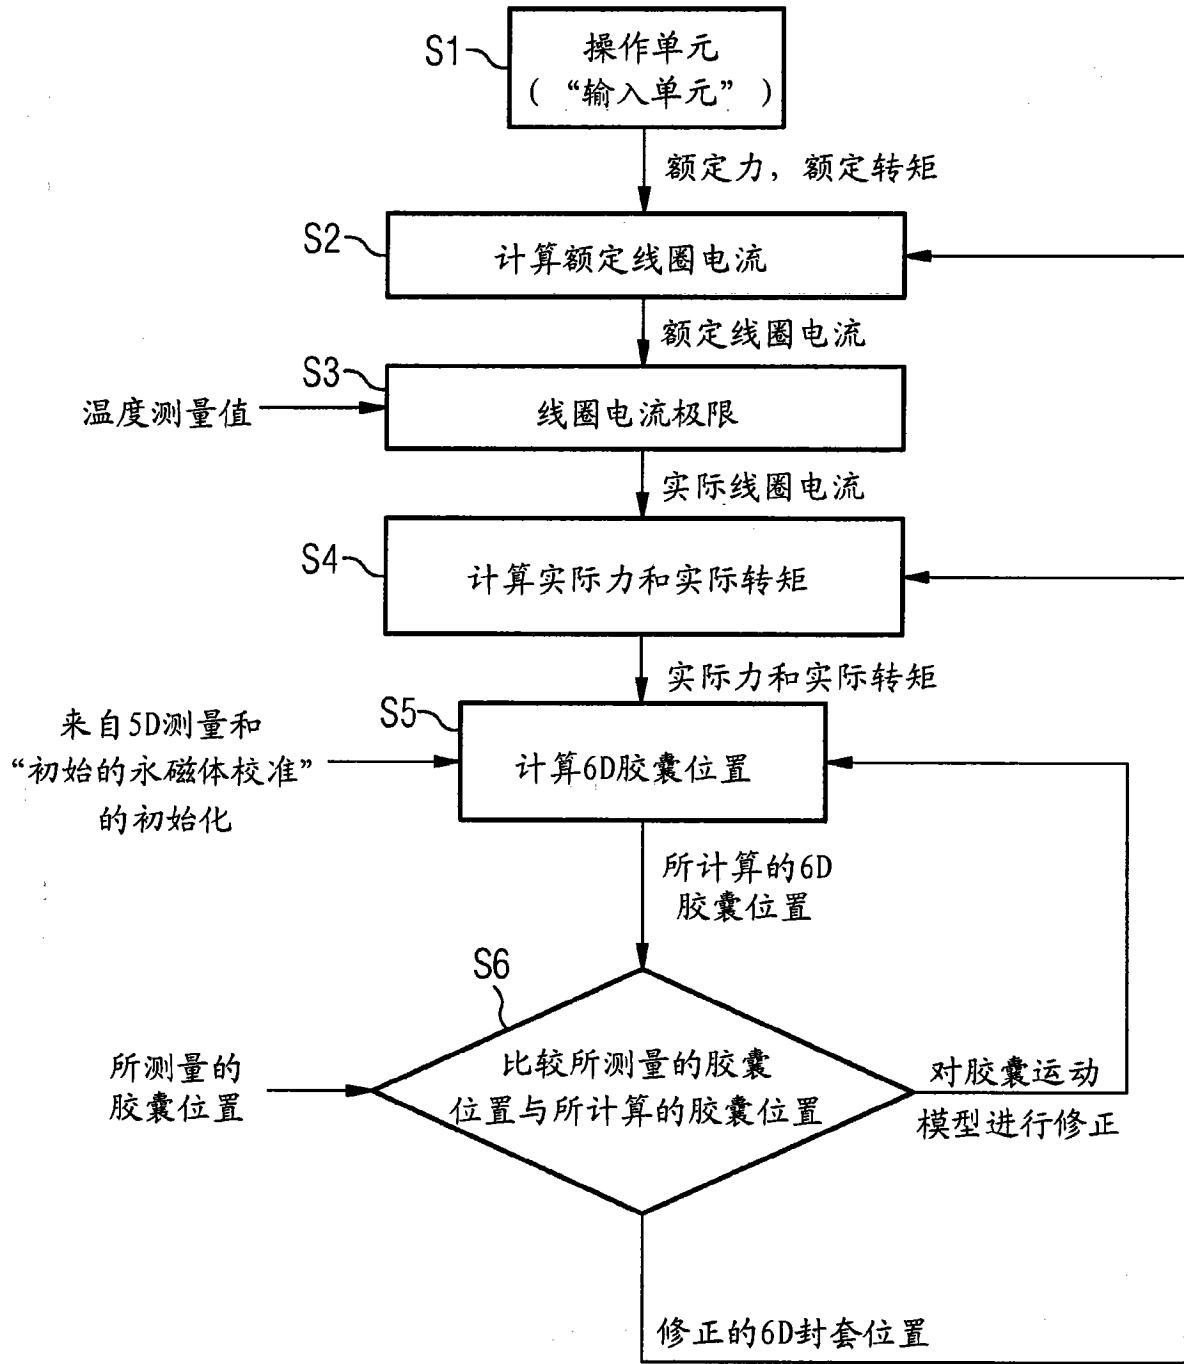 S1
操作单元
(“输入单元”)
额定力，额定转矩
S2
计算额定线圈电流
额定线圈电流
S3
温度测量值
线圈电流极限
实际线圈电流
S4
计算实际力和实际转矩
实际力和实际转矩
S5
来自5D测量和
“初始的永磁体校准”
的初始化
计算6D胶囊位置
所计算的6D
胶囊位置
S6
所测量的
胶囊位置
比较所测量的胶囊
位置与所计算的胶囊位置
对胶囊运动
模型进行修正
修正的6D封套位置